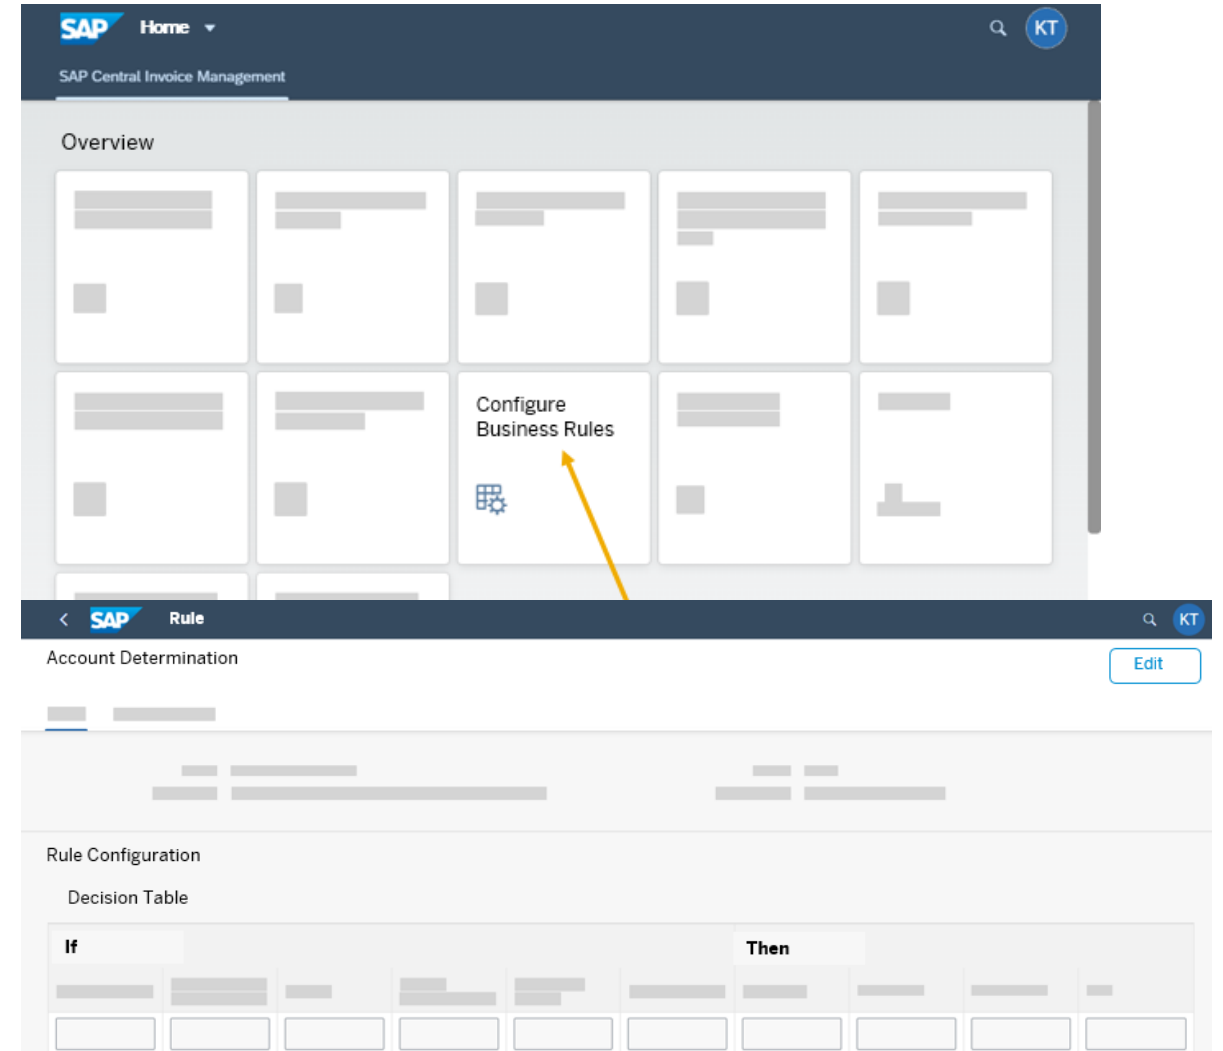 SAP Home
KT
SAP Central Invoice Management
Overview
Configure
Business Rules
SAP Rule
KT
Account Determination
Edit
Rule Configuration
Decision Table
If
Then